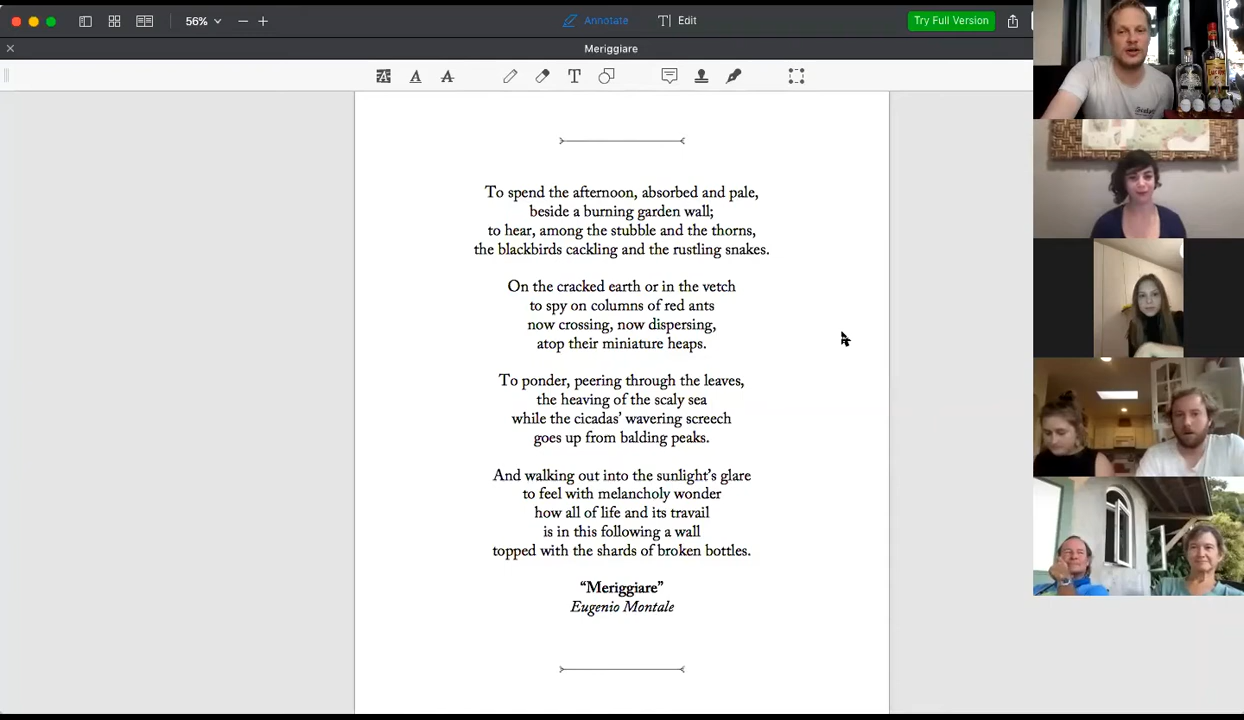 56%
Annotate
T Edit
Try Full Version
Meriggiare
A A A T
To spend the afternoon, absorbed and pale,
beside a burning garden wall;
to hear, among the stubble and the thorns,
the blackbirds cackling and the rustling snakes.
On the cracked earth or in the vetch
to spy on columns of red ants
now crossing, now dispersing,
atop their miniature heaps.
To ponder, peering through the leaves,
the heaving of the scaly sea
while the cicadas’ wavering screech
goes up from balding peaks.
And walking out into the sunlight’s glare
to feel with melancholy wonder
how all of life and its travail
is in this following a wall
topped with the shards of broken bottles.
“Meriggiare”
Eugenio Montale